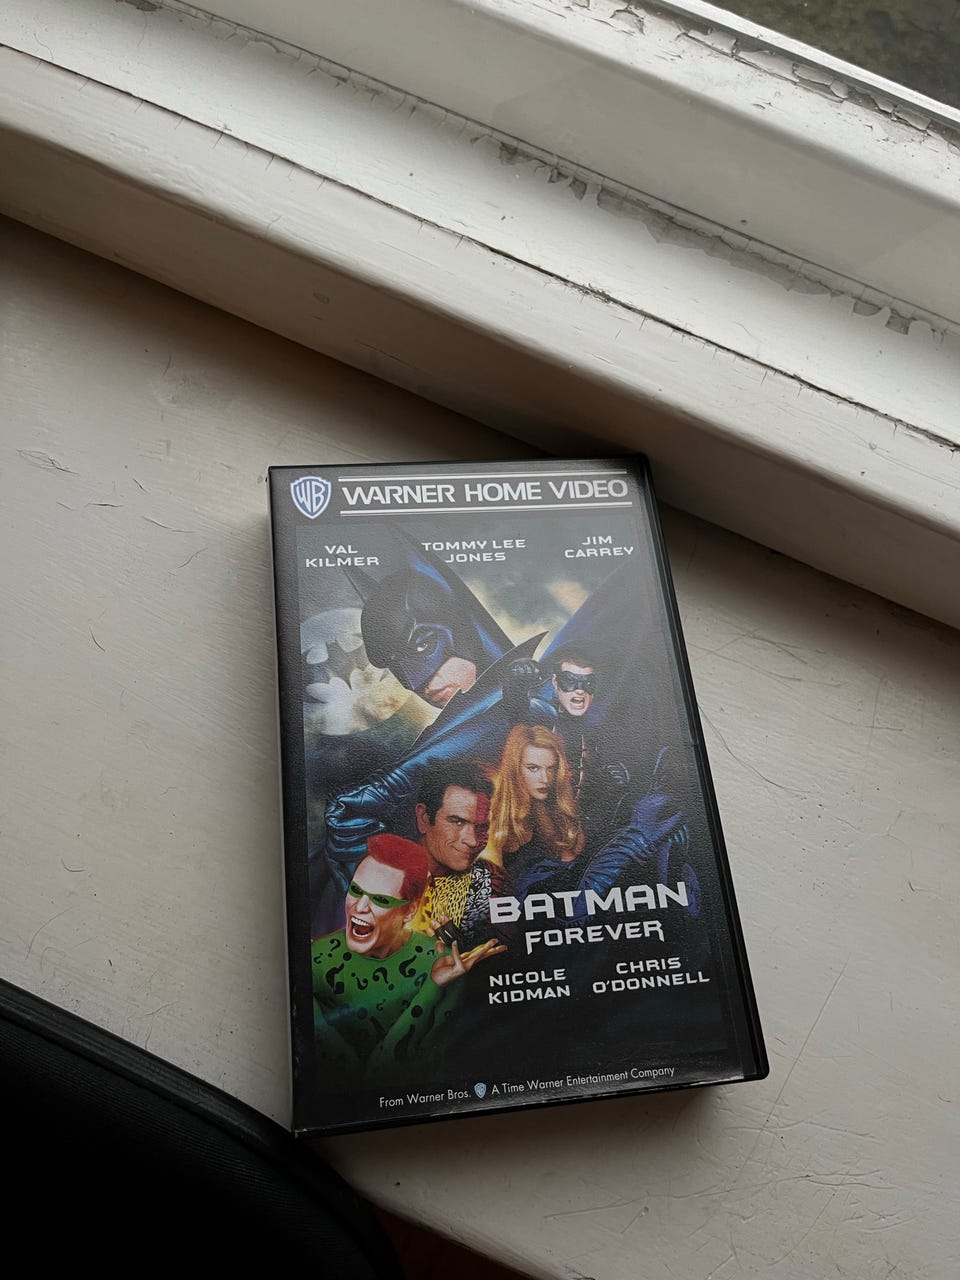 WB WARNER HOME VIDEO
VAL
KILMER
TOMMY LEE
JONES
JIM
CARREY
BATMAN
FOREVER
NICOLE
KIDMAN
CHRIS
O'DONNELL
From Warner Bros. WB A Time Warner Entertainment Company